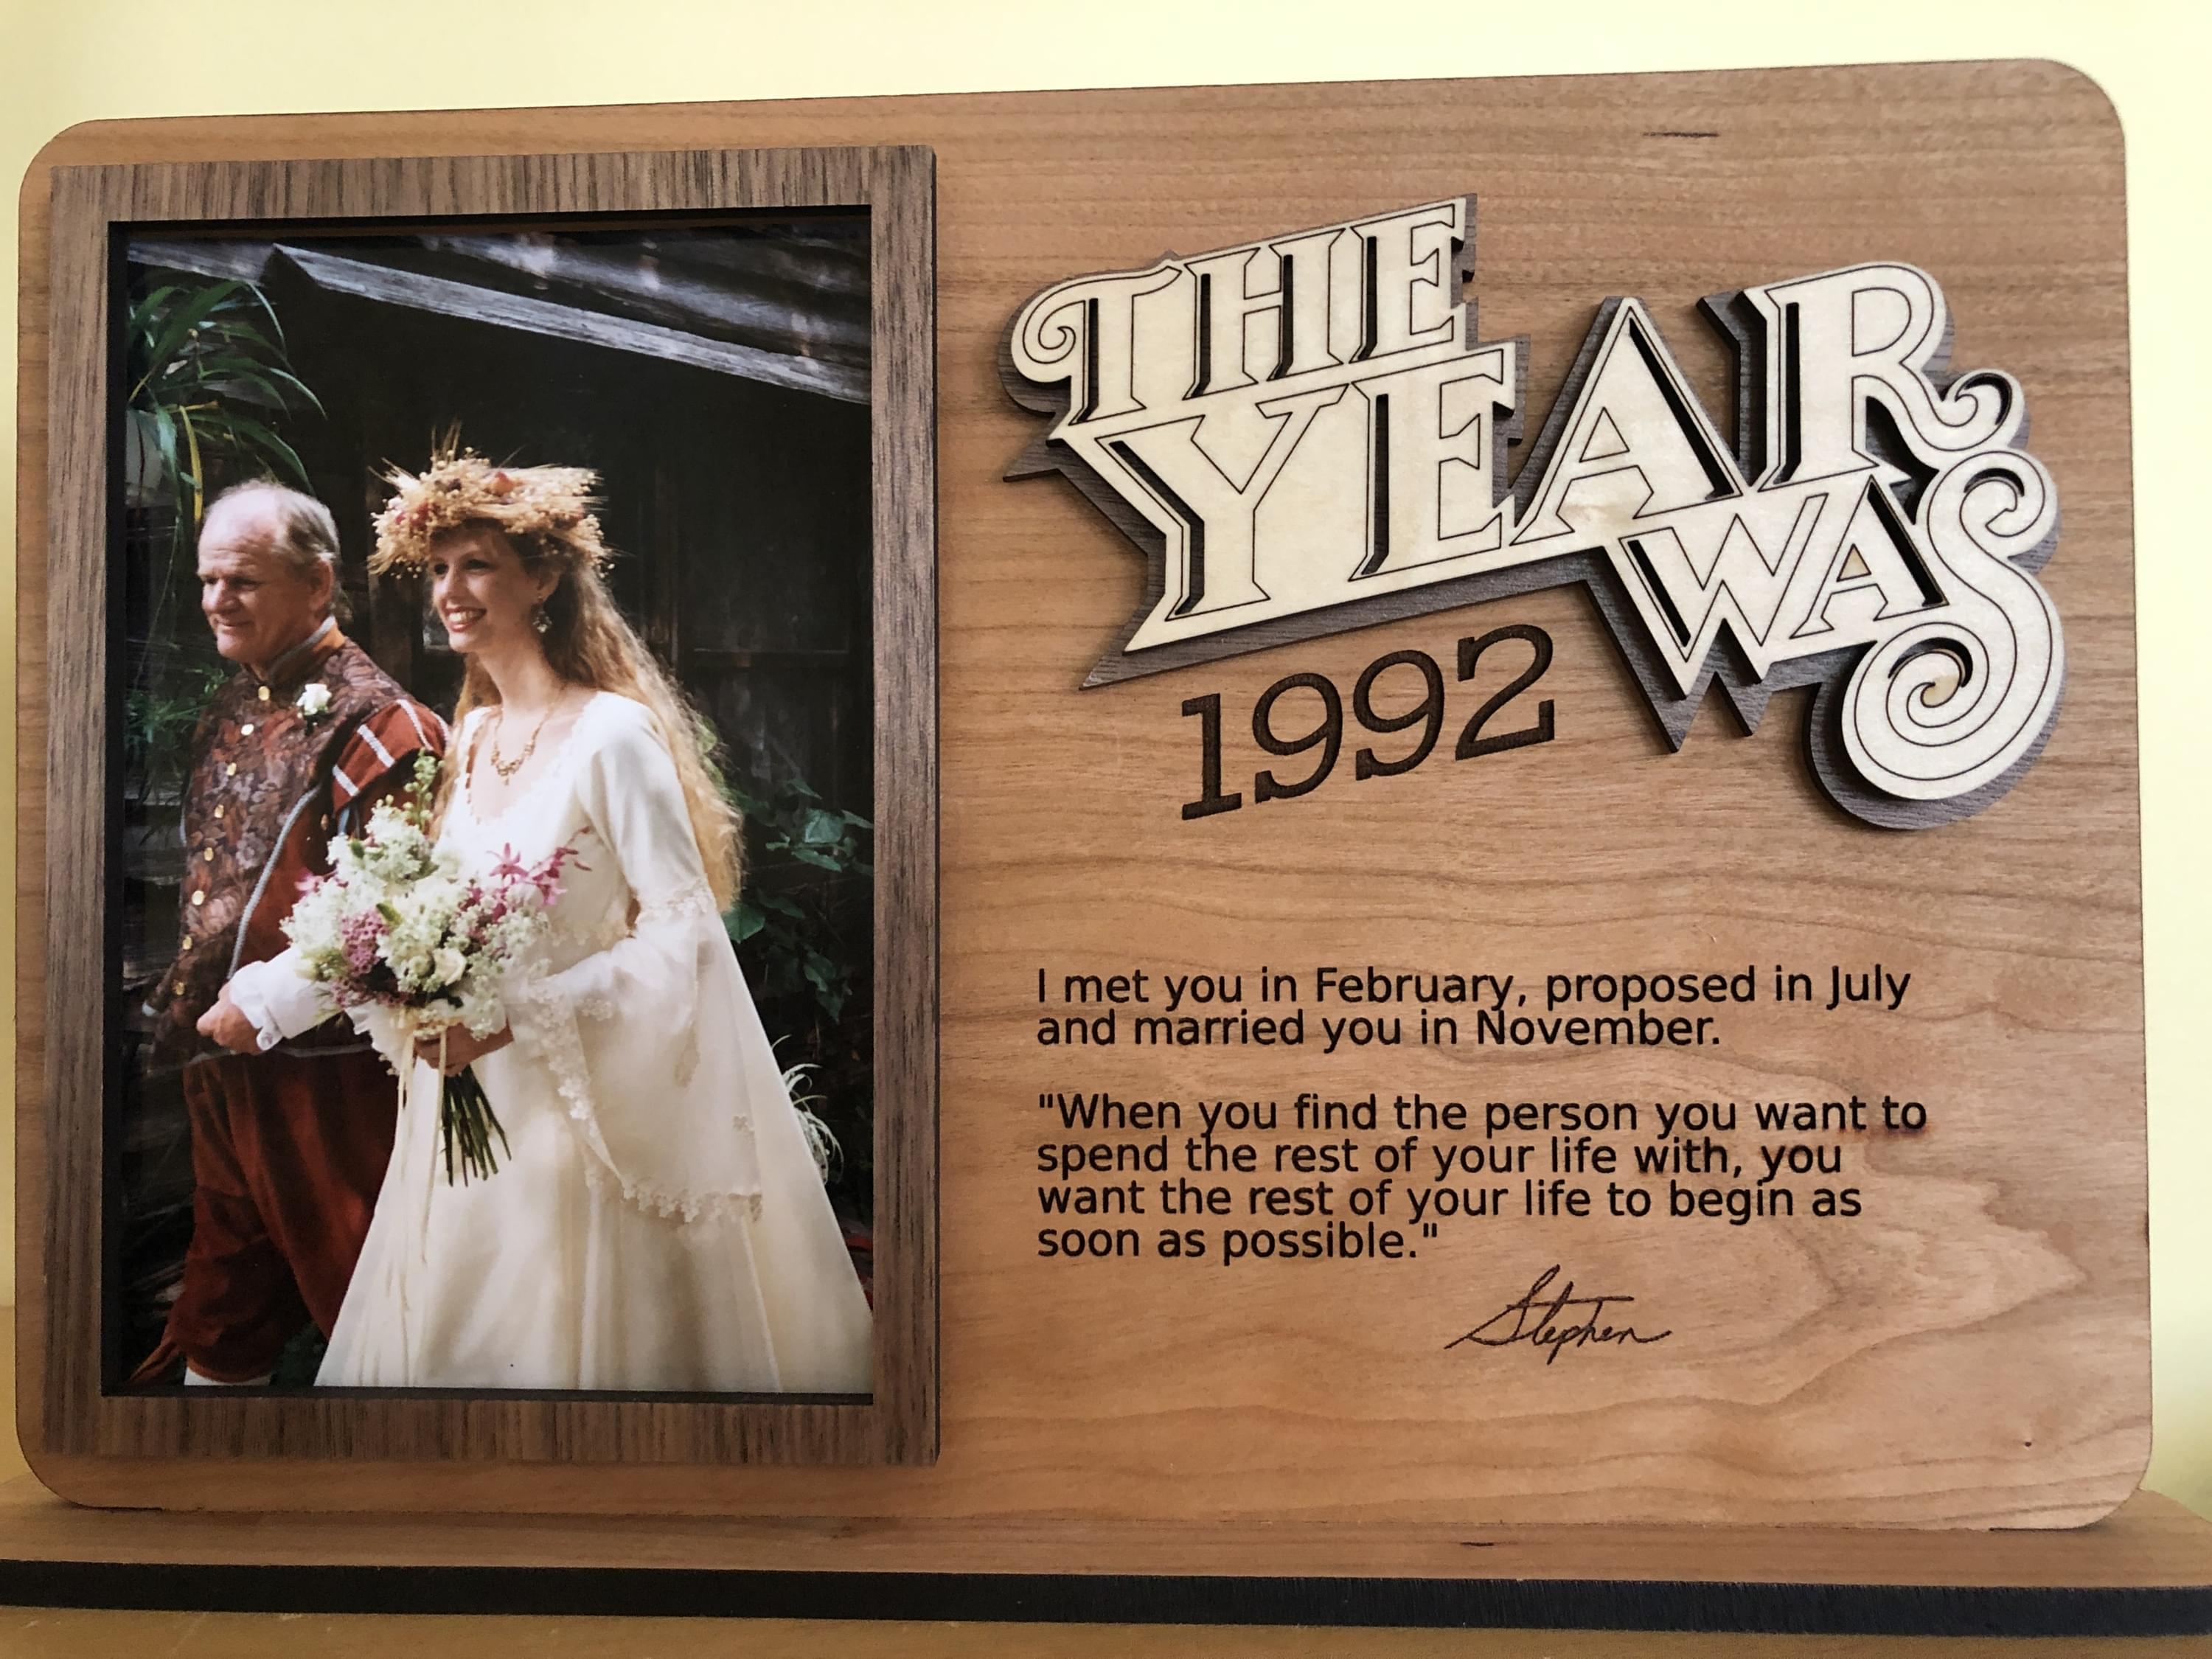 THE
YEAR
WAS
1992
I met you in February, proposed in July
and married you in November.
"When you find the person you want to
spend the rest of your life with, you
want the rest of your life to begin as
soon as possible."
Stephen